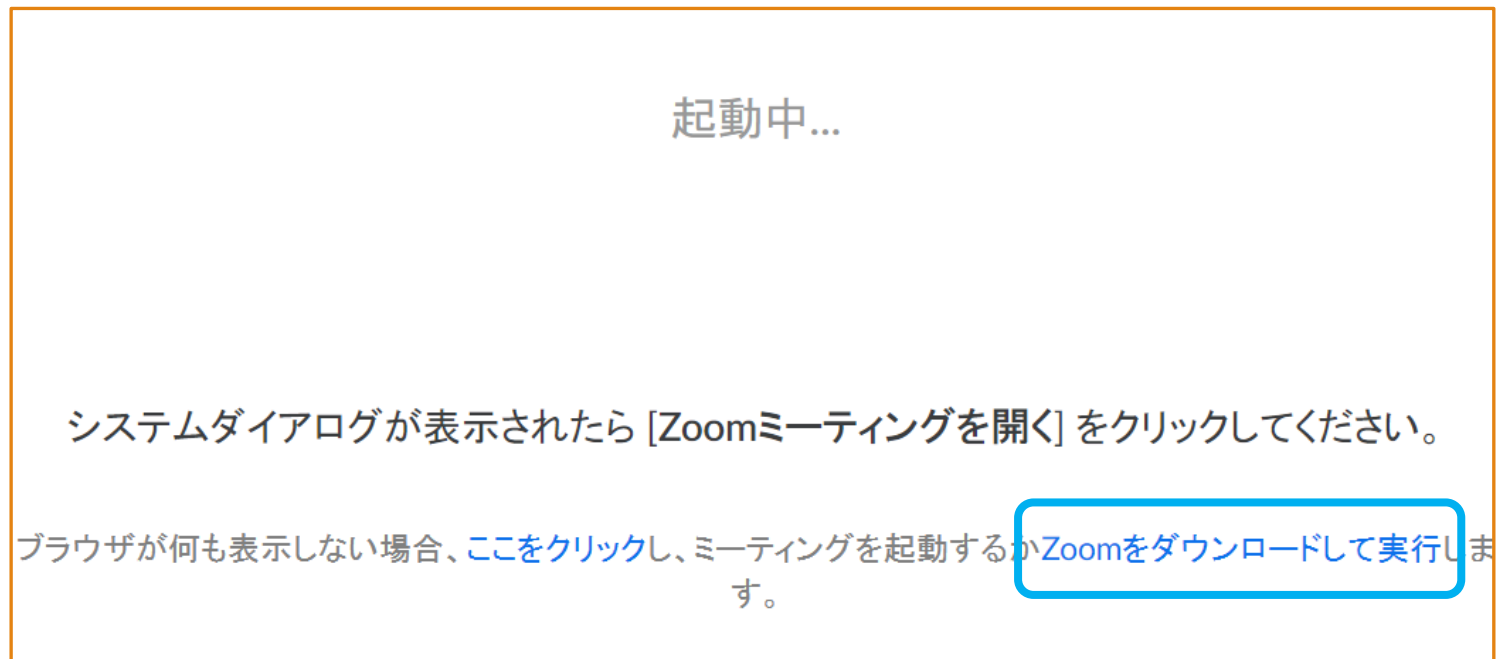 起動中...
システムダイアログが表示されたら [Zoomミーティングを開く] をクリックしてください。
ブラウザが何も表示しない場合、ここをクリックし、ミーティングを起動するかZoomをダウンロードして実行しま
す。